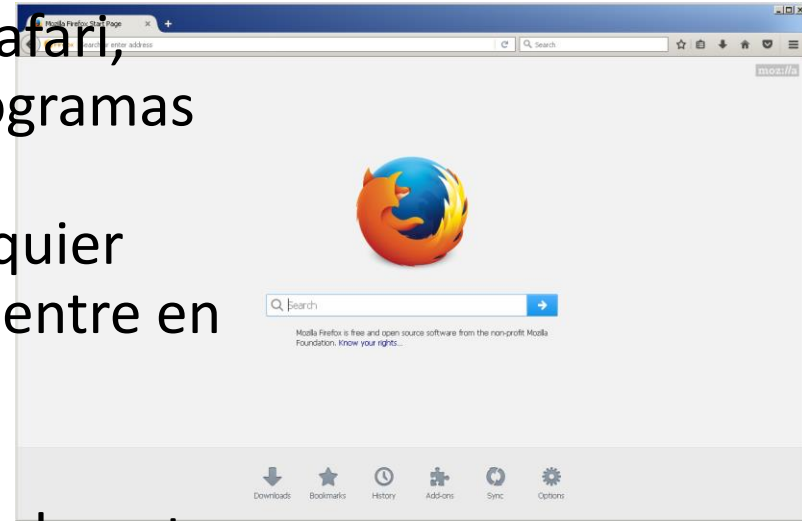 Mozilla Firefox Start Page
afari,
Search or enter address
Search
mozilla
ogramas
quier
entre en
Search
Mozilla Firefox is free and open source software from the non-profit Mozilla
Foundation. Know your rights...
Downloads Bookmarks History Add-ons Sync Options